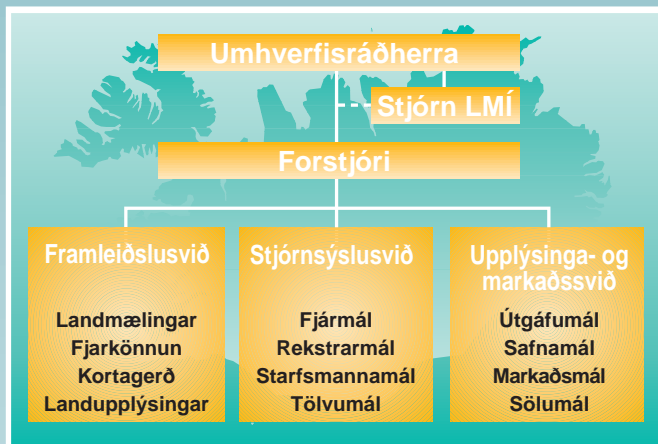 Umhverfisráðherra
Stjórn LMÍ
Forstjóri
Framleiðslusvið
Landmælingar
Fjarkönnun
Kortagerð
Landupplýsingar
Stjórnsýslusvið
Fjármál
Rekstrarmál
Starfsmannamál
Tölvumál
Upplýsinga- og
markaðssvið
Útgáfumál
Safnamál
Markaðsmál
Sölumál